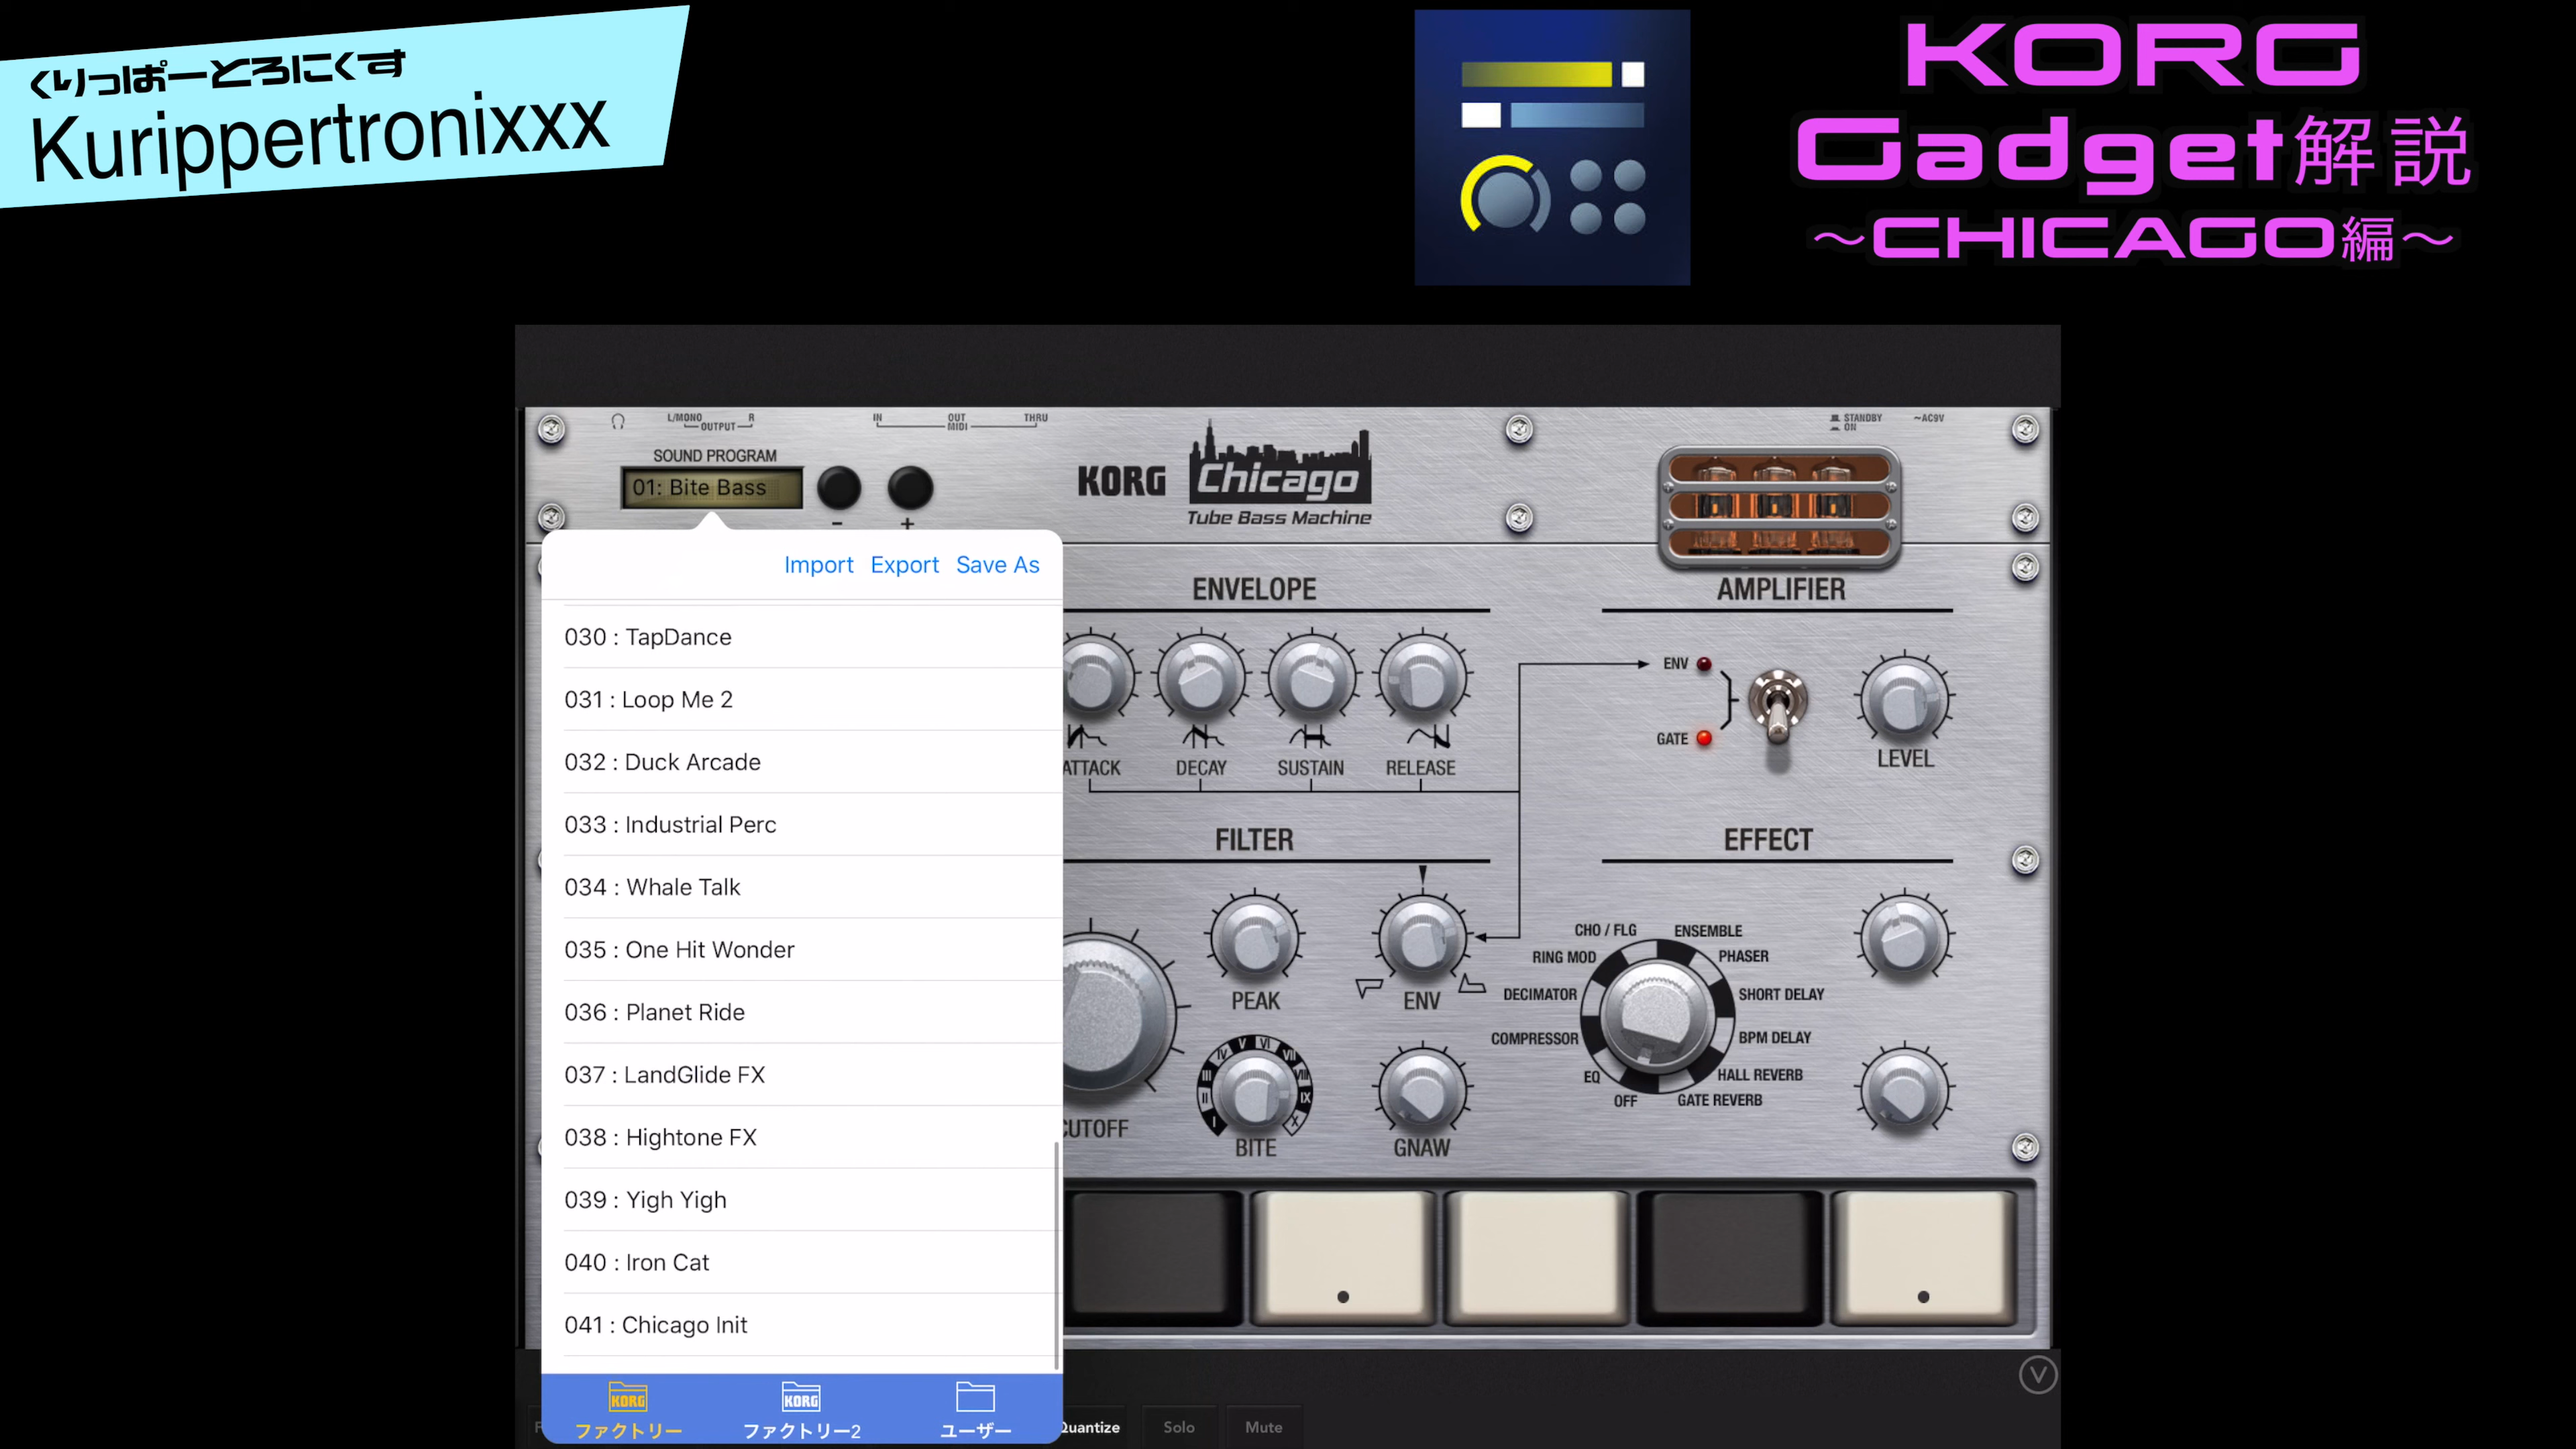 くりっぱーとろにくす
Kurippertronixxx
KORG
Gadget解説
～CHICAGO編～
L/MONO R
OUTPUT
IN OUT THRU
MIDI
STANDBY
ON
~AC9V
SOUND PROGRAM
01: Bite Bass
- +
KORG Chicago
Tube Bass Machine
Import Export Save As
030 : TapDance
031 : Loop Me 2
032 : Duck Arcade
033 : Industrial Perc
034 : Whale Talk
035 : One Hit Wonder
036 : Planet Ride
037 : LandGlide FX
038 : Hightone FX
039 : Yigh Yigh
040 : Iron Cat
041 : Chicago Init
KORG KORG
ファクトリー ファクトリー2 ユーザー
ENVELOPE
ATTACK DECAY SUSTAIN RELEASE
AMPLIFIER
ENV
GATE
LEVEL
FILTER
PEAK
ENV
CUTOFF
I II III IV V VI VII VIII IX X
BITE
GNAW
EFFECT
CHO / FLG ENSEMBLE
RING MOD PHASER
DECIMATOR SHORT DELAY
COMPRESSOR BPM DELAY
EQ HALL REVERB
OFF GATE REVERB
Quantize Solo Mute